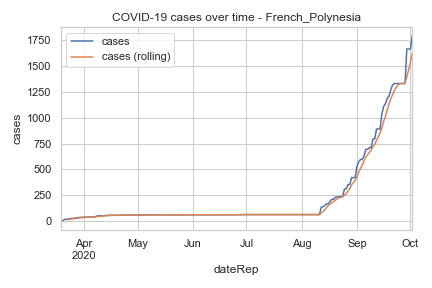 COVID-19 cases over time - French_Polynesia
cases
cases (rolling)
1750
1500
1250
1000
750
500
250
0
cases
Apr
2020
May
Jun
Jul
Aug
Sep
Oct
dateRep